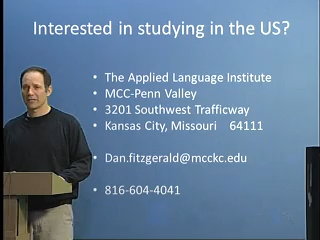 Interested in studying in the US?
• The Applied Language Institute
• MCC-Penn Valley
• 3201 Southwest Trafficway
• Kansas City, Missouri 64111
• Dan.fitzgerald@mcckc.edu
• 816-604-4041